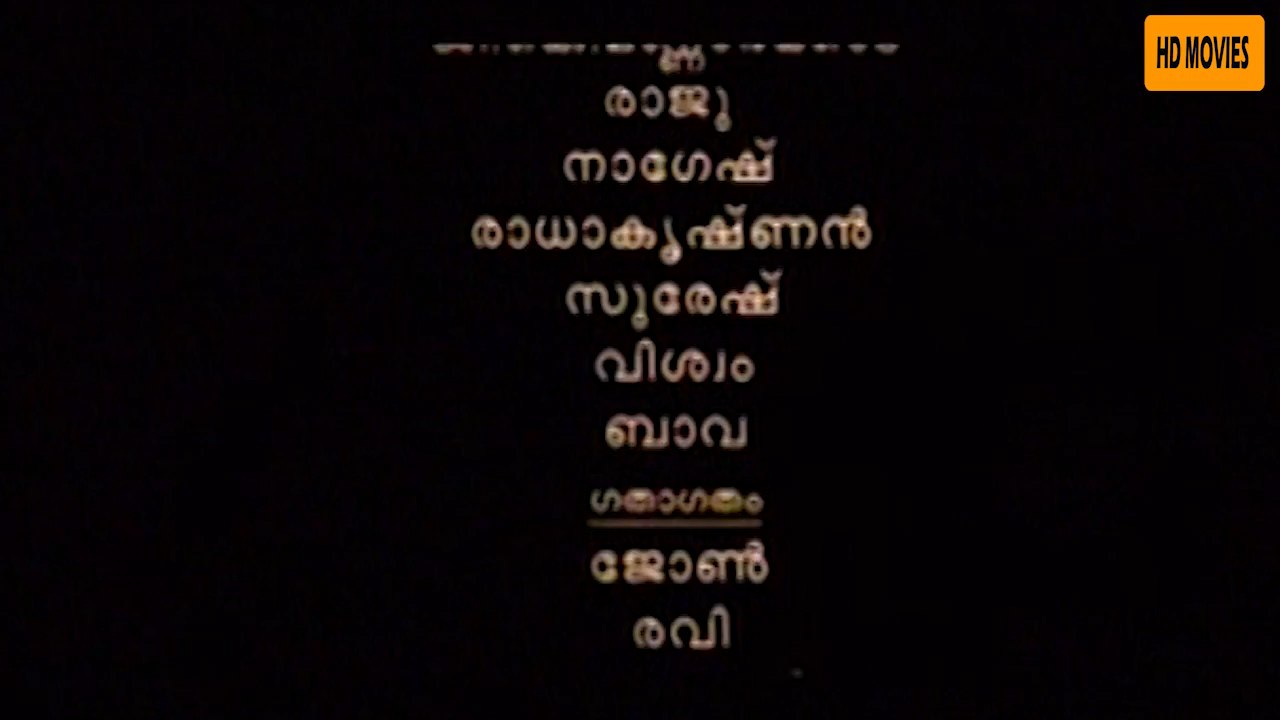 HD MOVIES
രാജു
നാഗേഷ്
രാധാകൃഷ്ണൻ
സുരേഷ്
വിശ്വം
ബാവ
ഗതാഗതം
ജോൺ
രവി